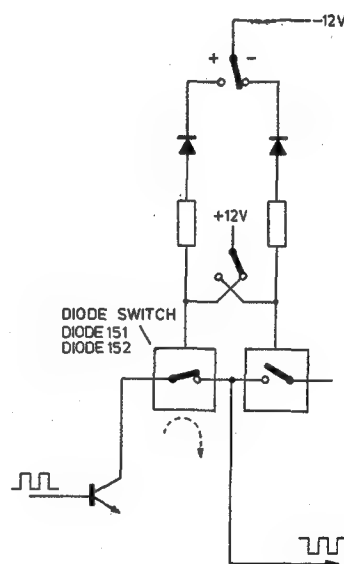 -12V
+ -
+12V
DIODE SWITCH
DIODE 151
DIODE 152